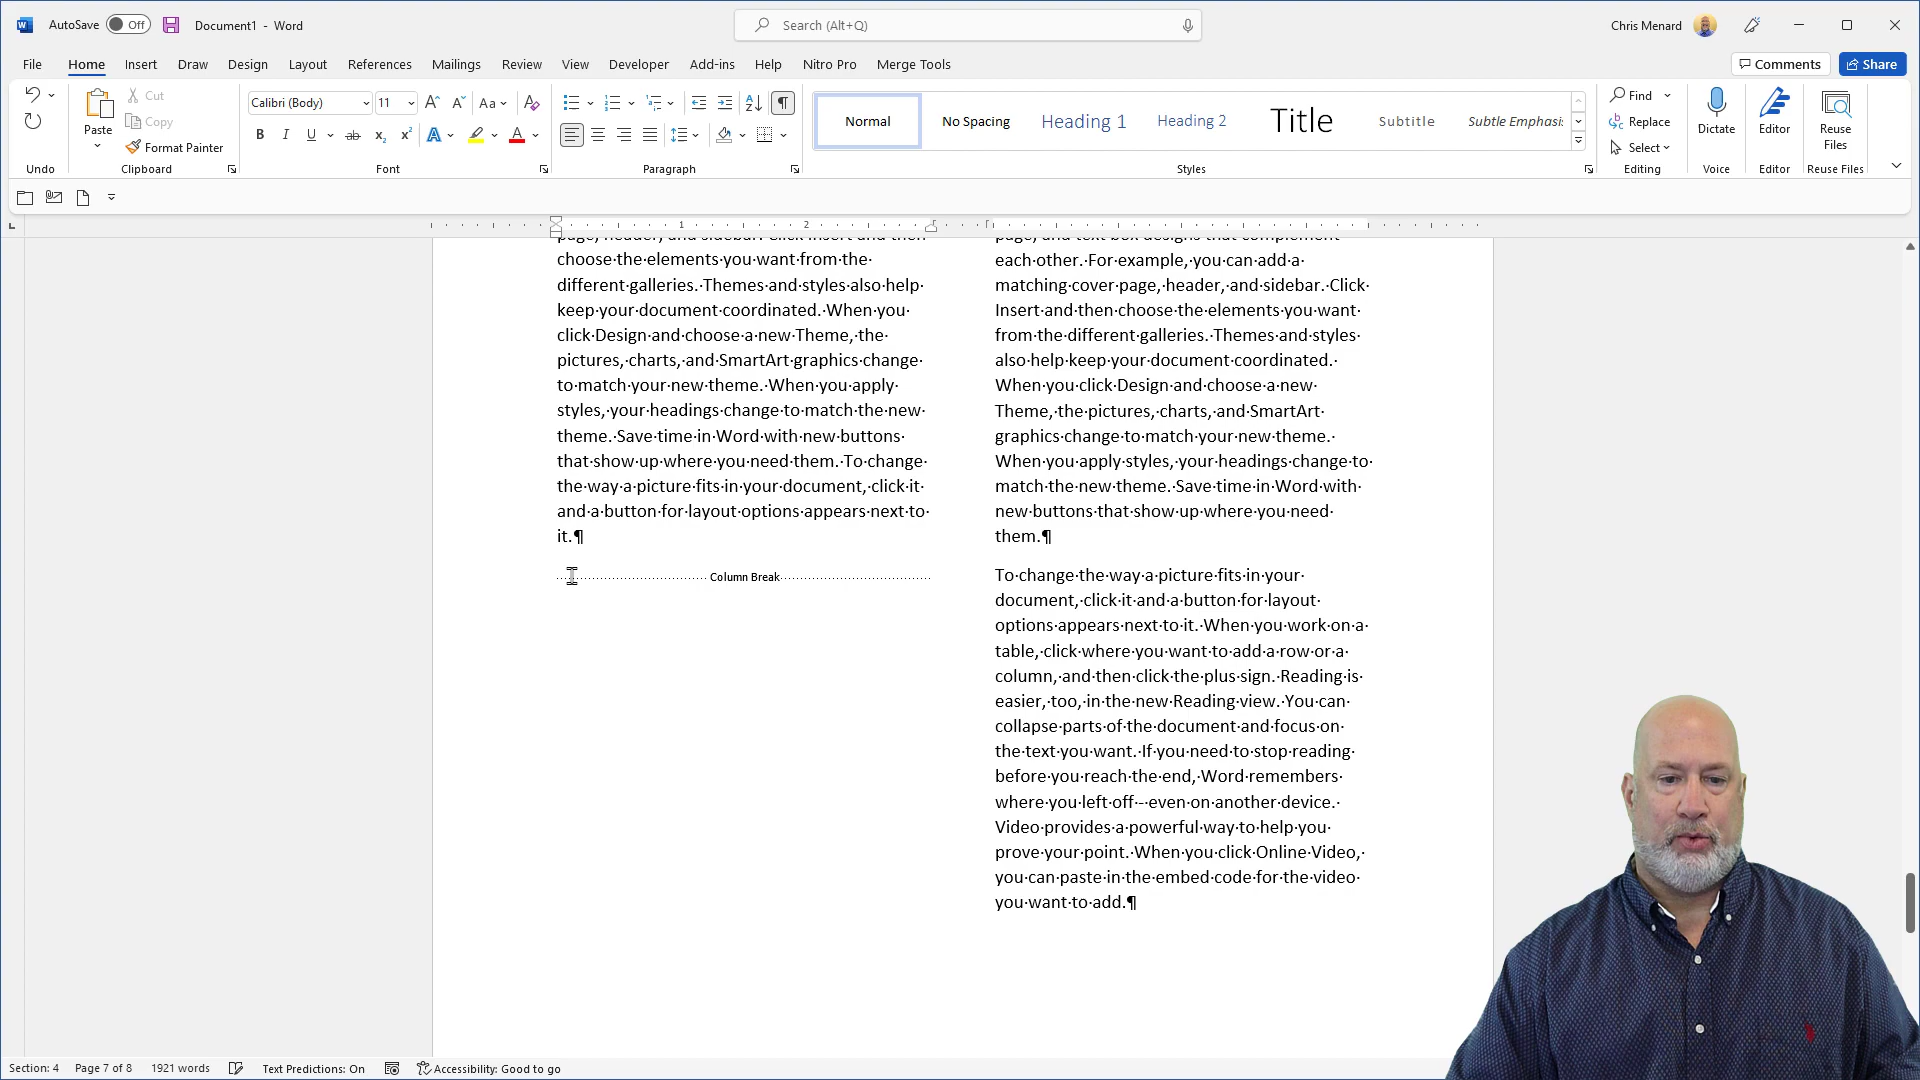 AutoSave Off Document1 - Word Search (Alt+Q) Chris Menard
File Home Insert Draw Design Layout References Mailings Review View Developer Add-ins Help Nitro Pro Merge Tools Comments Share
Paste Cut Copy Format Painter
Calibri (Body) 11
Normal No Spacing Heading 1 Heading 2 Title Subtitle Subtle Emphasis
Find Replace Select
Dictate Editor Reuse Files
Undo Clipboard Font Paragraph Styles Editing Voice Editor Reuse Files
1 2
page, header, and sidebar. Click Insert and then
choose the elements you want from the
different galleries. Themes and styles also help
keep your document coordinated. When you
click Design and choose a new Theme, the
pictures, charts, and SmartArt graphics change
to match your new theme. When you apply
styles, your headings change to match the new
theme. Save time in Word with new buttons
that show up where you need them. To change
the way a picture fits in your document, click it
and a button for layout options appears next to
it.¶
Column Break
page, and text box designs that complement
each other. For example, you can add a
matching cover page, header, and sidebar. Click
Insert and then choose the elements you want
from the different galleries. Themes and styles
also help keep your document coordinated.
When you click Design and choose a new
Theme, the pictures, charts, and SmartArt
graphics change to match your new theme.
When you apply styles, your headings change to
match the new theme. Save time in Word with
new buttons that show up where you need
them.¶
To change the way a picture fits in your
document, click it and a button for layout
options appears next to it. When you work on a
table, click where you want to add a row or a
column, and then click the plus sign. Reading is
easier, too, in the new Reading view. You can
collapse parts of the document and focus on
the text you want. If you need to stop reading
before you reach the end, Word remembers
where you left off - even on another device.
Video provides a powerful way to help you
prove your point. When you click Online Video,
you can paste in the embed code for the video
you want to add.¶
Section: 4 Page 7 of 8 1921 words Text Predictions: On Accessibility: Good to go